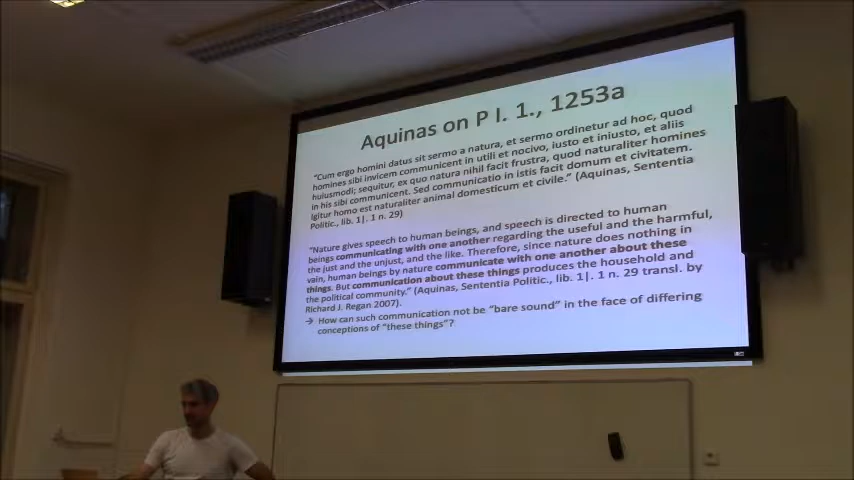 Aquinas on P I. 1., 1253a
"Cum ergo homini datus sit sermo a natura, et sermo ordinetur ad hoc, quod
homines sibi invicem communicent in utili et nocivo, iusto et iniusto, et aliis
huiusmodi; sequitur, ex quo natura nihil facit frustra, quod naturaliter homines
in his sibi communicent. Sed communicatio in istis facit domum et civitatem.
Igitur homo est naturaliter animal domesticum et civile." (Aquinas, Sententia
Politic., lib. 1 l. 1 n. 29)
"Nature gives speech to human beings, and speech is directed to human
beings communicating with one another regarding the useful and the harmful,
the just and the unjust, and the like. Therefore, since nature does nothing in
vain, human beings by nature communicate with one another about these
things. But communication about these things produces the household and
the political community." (Aquinas, Sententia Politic., lib. 1 l. 1 n. 29 transl. by
Richard J. Regan 2007).
→ How can such communication not be "bare sound" in the face of differing
conceptions of "these things"?